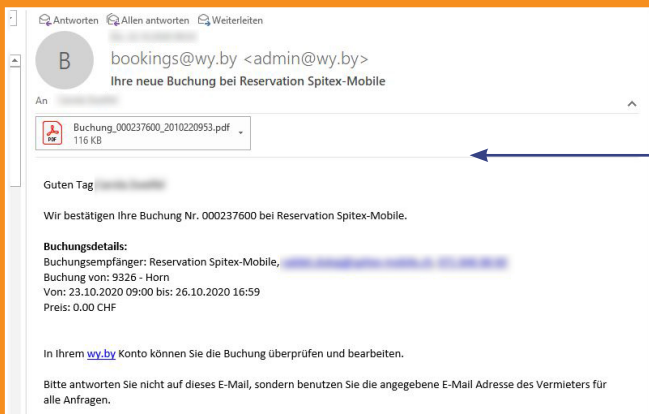 Antworten Allen antworten Weiterleiten
B
bookings@wy.by <admin@wy.by>
Ihre neue Buchung bei Reservation Spitex-Mobile
An
PDF
Buchung_000237600_2010220953.pdf
116 KB
Guten Tag
Wir bestätigen Ihre Buchung Nr. 000237600 bei Reservation Spitex-Mobile.
Buchungsdetails:
Buchungsempfänger: Reservation Spitex-Mobile,
Buchung von: 9326 - Horn
Von: 23.10.2020 09:00 bis: 26.10.2020 16:59
Preis: 0.00 CHF
In Ihrem wy.by Konto können Sie die Buchung überprüfen und bearbeiten.
Bitte antworten Sie nicht auf dieses E-Mail, sondern benutzen Sie die angegebene E-Mail Adresse des Vermieters für
alle Anfragen.